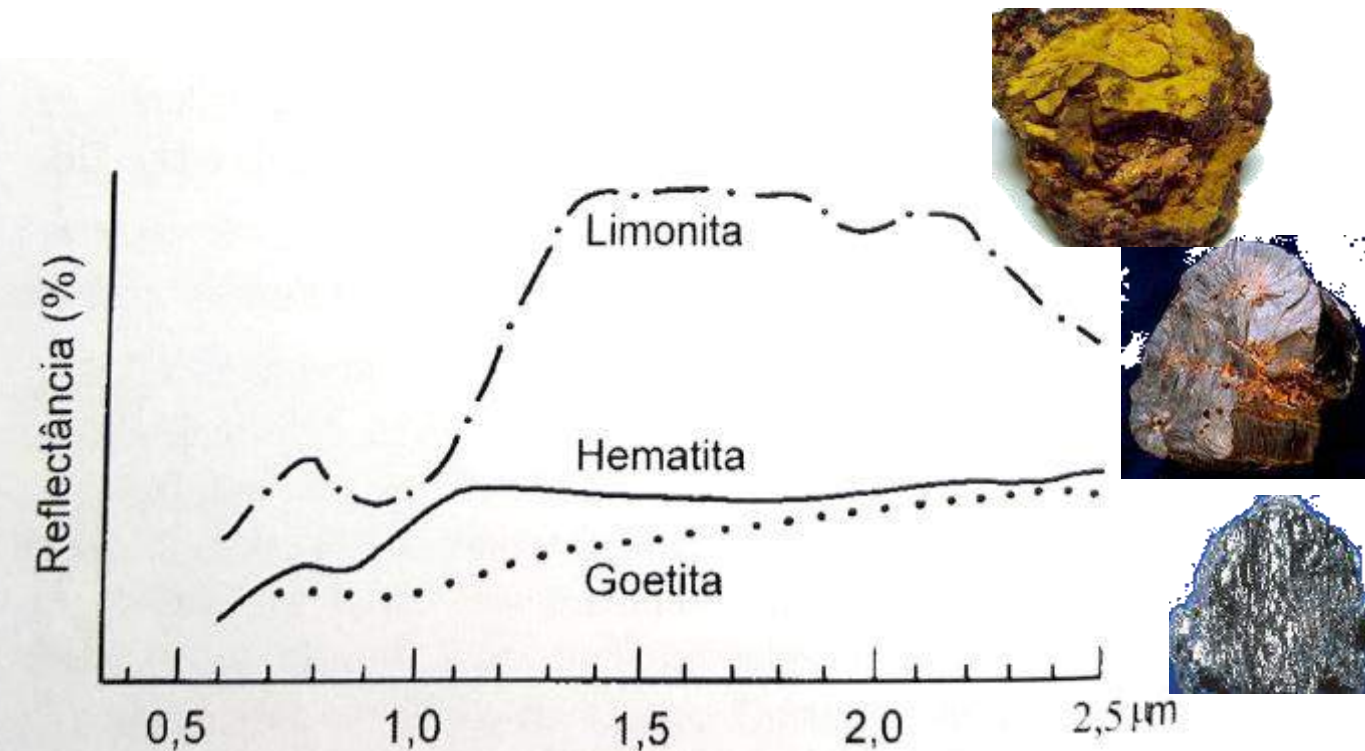 Reflectância (%)
Limonita
Hematita
Goetita
0,5 1,0 1,5 2,0 2,5 μm